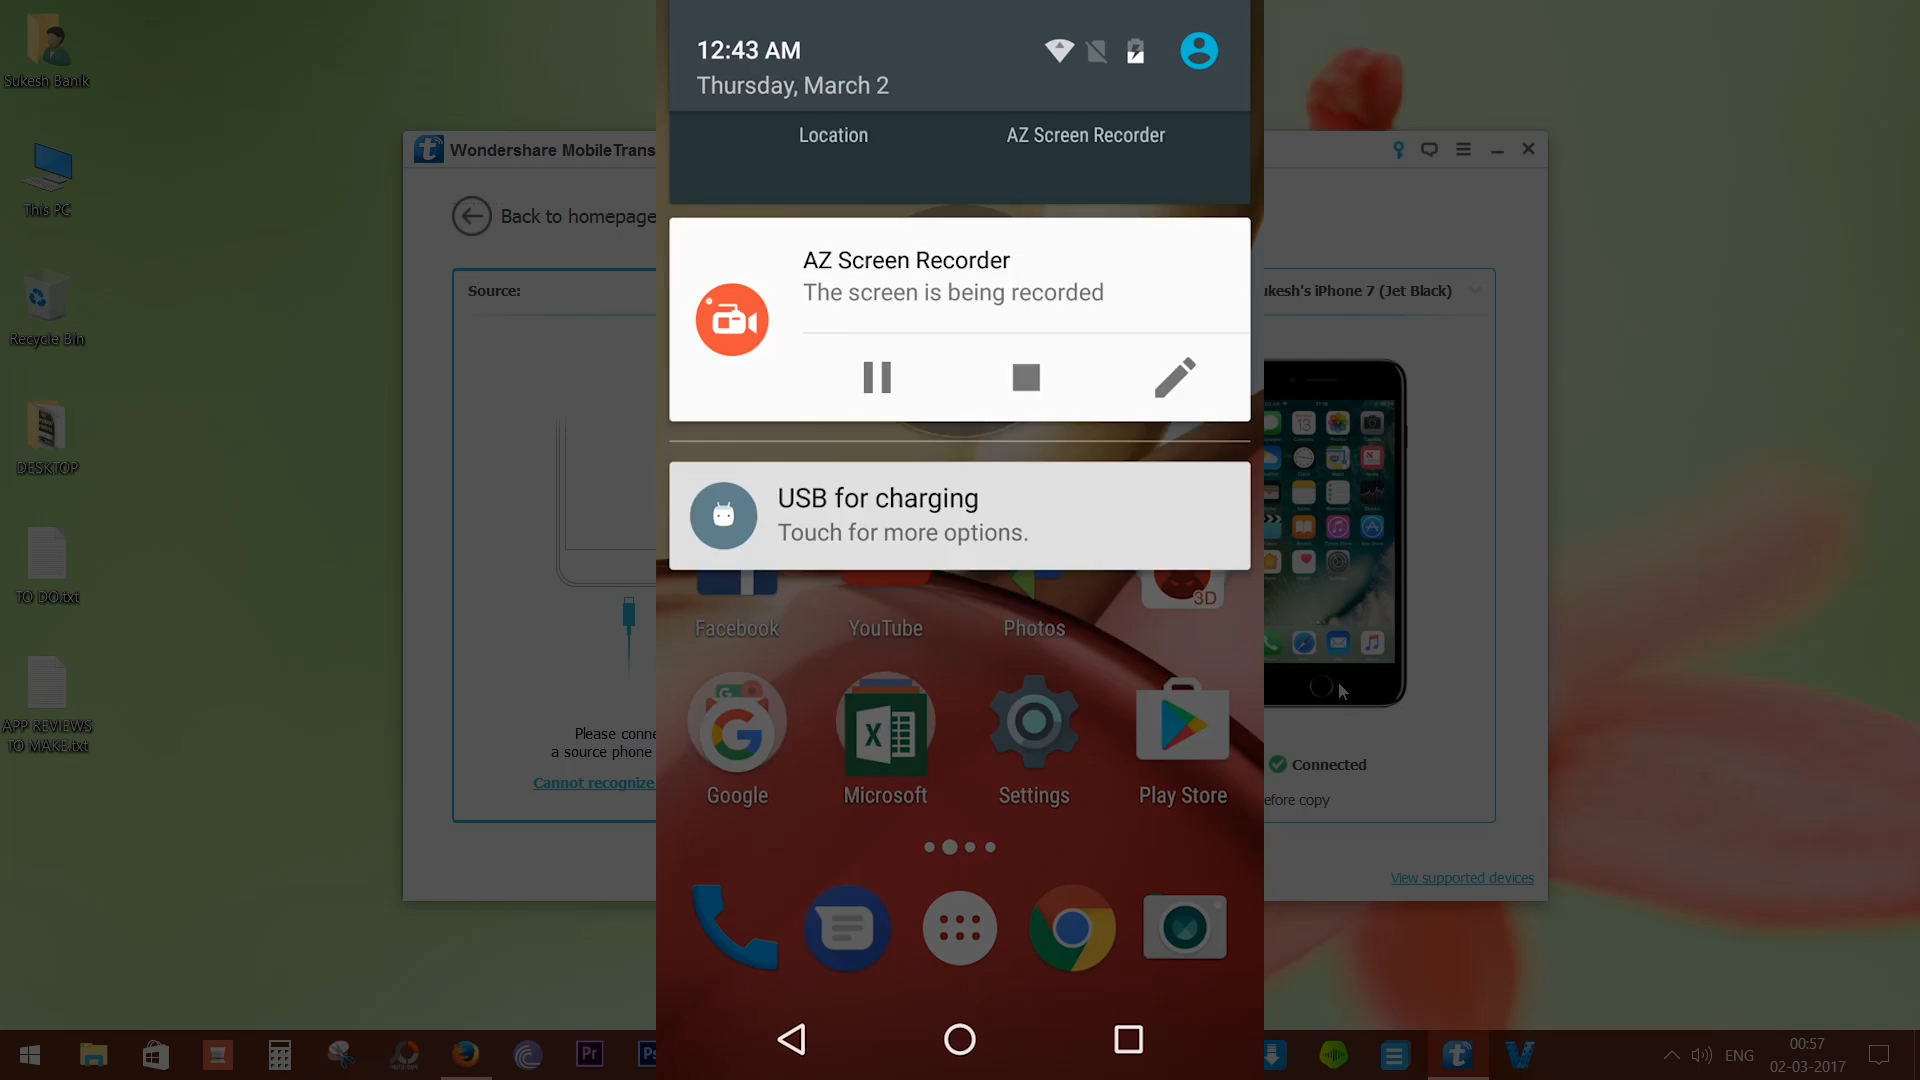 Sukesh Banik
This PC
Recycle Bin
DESKTOP
TO DO.txt
APP REVIEWS
TO MAKE.txt
Wondershare MobileTrans
Back to homepage
Source:
Please conne
a source phone
Cannot recognize
12:43 AM
Thursday, March 2
Location
AZ Screen Recorder
AZ Screen Recorder
The screen is being recorded
USB for charging
Touch for more options.
3D
Facebook
YouTube
Photos
Google
Microsoft
Settings
Play Store
ukesh's iPhone 7 (Jet Black)
Connected
efore copy
View supported devices
Pr
Ps
ENG
00:57
02-03-2017